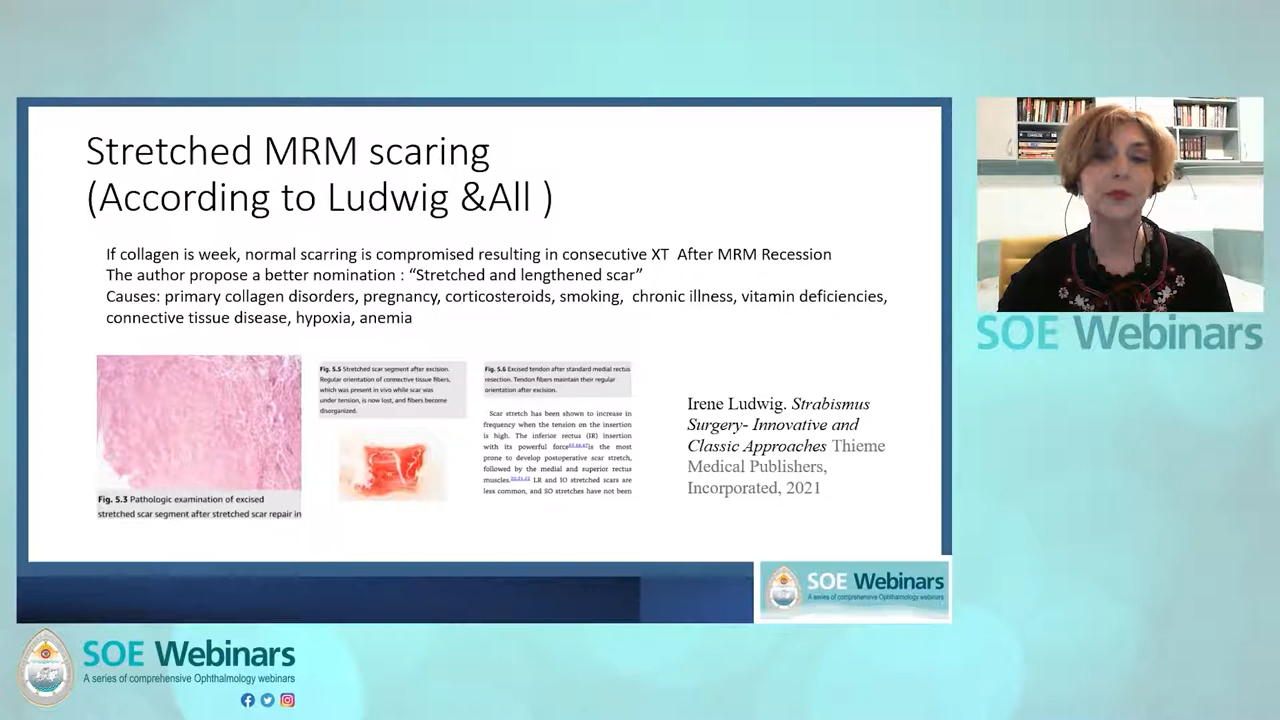 Stretched MRM scaring
(According to Ludwig &All )
If collagen is week, normal scarring is compromised resulting in consecutive XT After MRM Recession
The author propose a better nomination : “Stretched and lengthened scar”
Causes: primary collagen disorders, pregnancy, corticosteroids, smoking, chronic illness, vitamin deficiencies,
connective tissue disease, hypoxia, anemia
Fig. 5.3 Pathologic examination of excised
stretched scar segment after stretched scar repair in
Fig. 5.5 Stretched scar segment after excision.
Regular orientation of connective tissue fibers,
which was present in vivo while scar was
under tension, is now lost, and fibers become
disorganized.
Fig. 5.6 Excised tendon after standard medial rectus
resection. Tendon fibers maintain their regular
orientation after excision.
Scar stretch has been shown to increase in
frequency when the tension on the insertion
is high. The inferior rectus (IR) insertion
with its powerful force is the most
prone to develop postoperative scar stretch,
followed by the medial and superior rectus
muscles. LR and IO stretched scars are
less common, and SO stretches have not been
Irene Ludwig. Strabismus
Surgery- Innovative and
Classic Approaches Thieme
Medical Publishers,
Incorporated, 2021
SOE Webinars
SOE Webinars
A series of comprehensive Ophthalmology webinars
SOE Webinars
A series of comprehensive Ophthalmology webinars